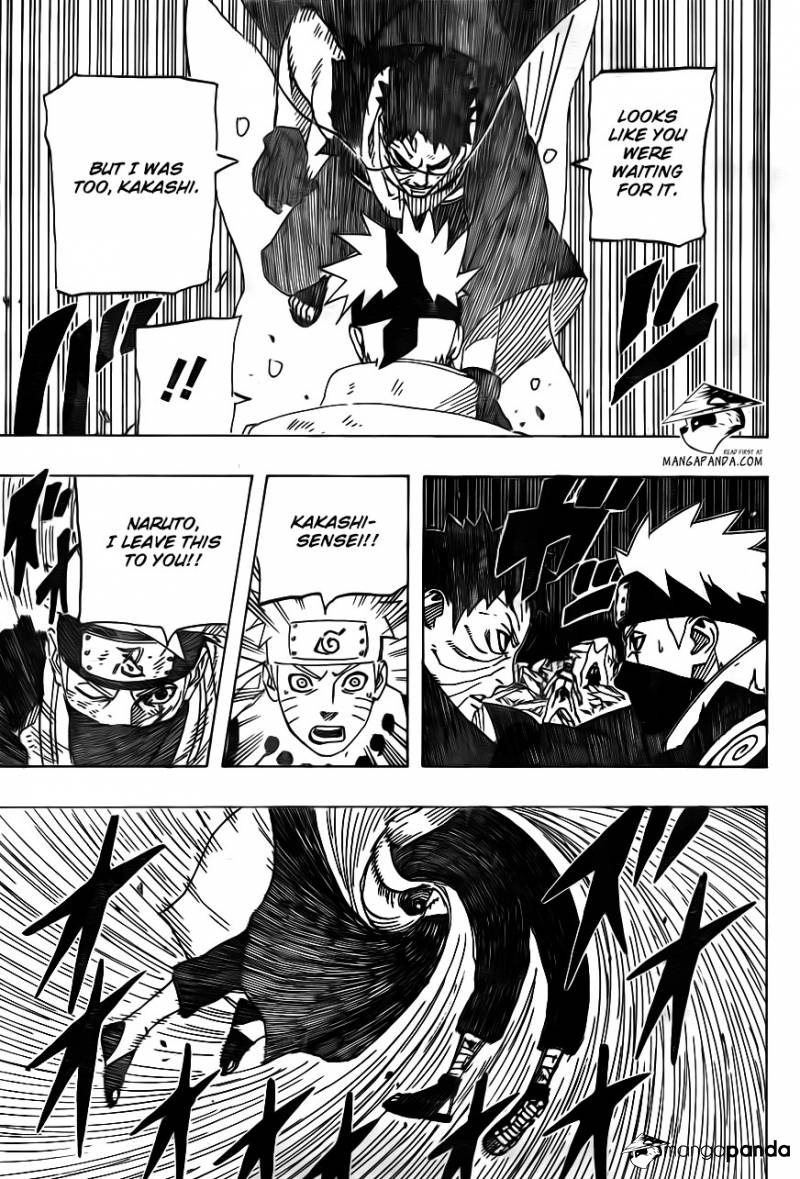 LOOKS
LIKE YOU
WERE
WAITING
FOR IT.
BUT I WAS
TOO, KAKASHI.
!!
READ FIRST AT
MANGAPANDA.COM
KAKASHI-
SENSEI!!
NARUTO,
I LEAVE THIS
TO YOU!!
mangapanda